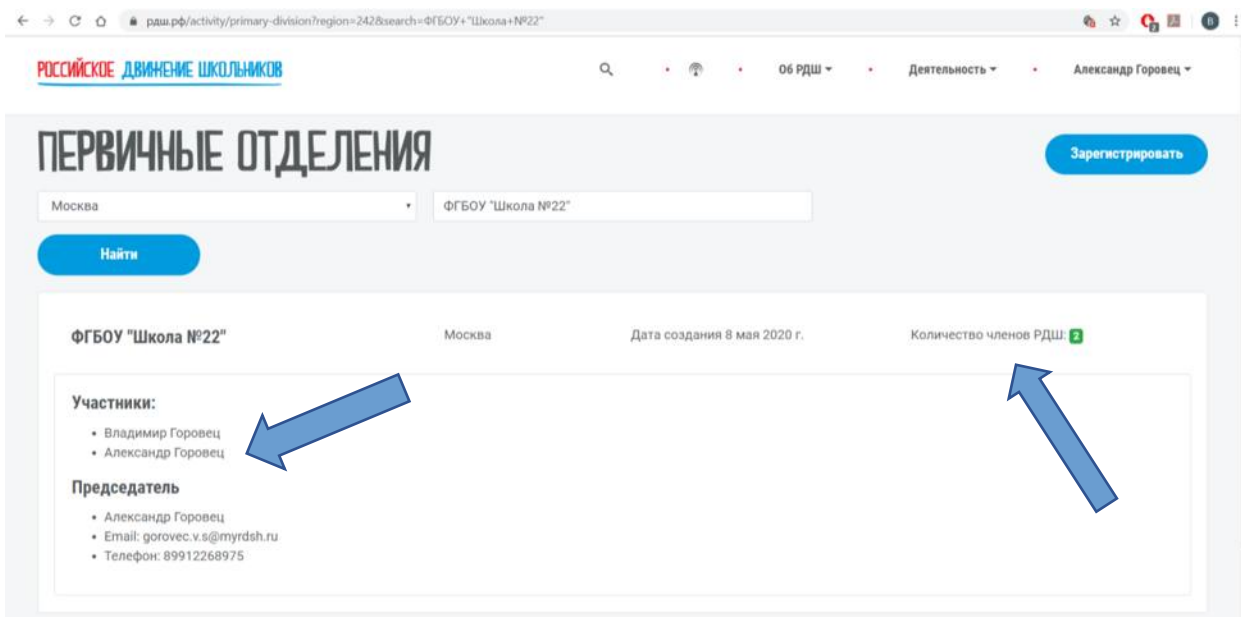 рдш.рф/activity/primary-division?region=242&search=ФГБОУ+"Школа+№22"
РОССИЙСКОЕ ДВИЖЕНИЕ ШКОЛЬНИКОВ
Об РДШ
Деятельность
Александр Горовец
ПЕРВИЧНЫЕ ОТДЕЛЕНИЯ
Зарегистрировать
Москва
ФГБОУ "Школа №22"
Найти
ФГБОУ "Школа №22"
Москва
Дата создания 8 мая 2020 г.
Количество членов РДШ: 2
Участники:
• Владимир Горовец
• Александр Горовец
Председатель
• Александр Горовец
• Email: gorovec.v.s@myrdsh.ru
• Телефон: 89912268975